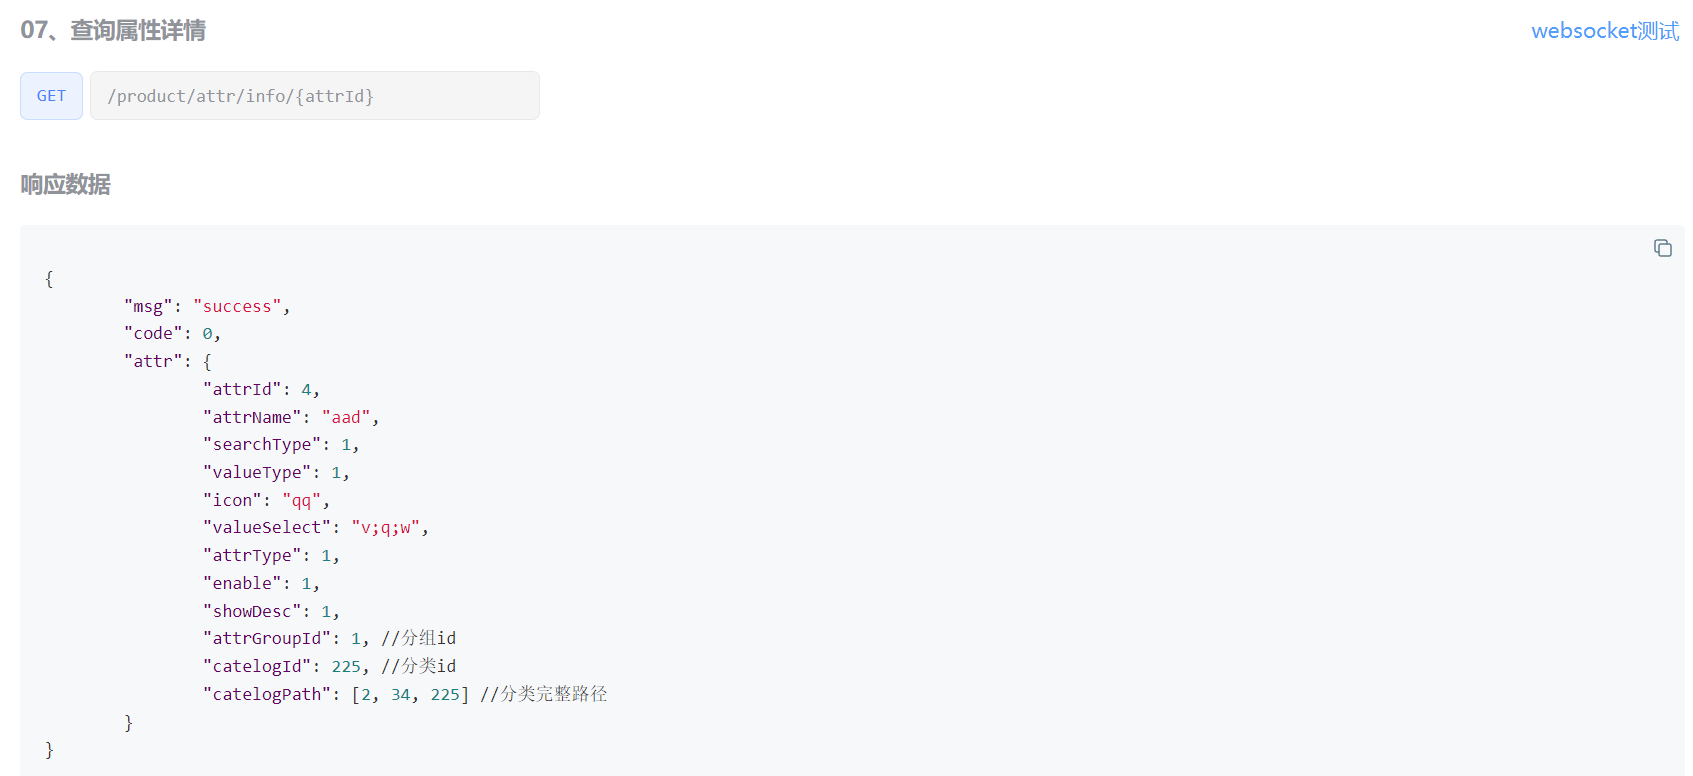 07、查询属性详情
websocket测试
GET
/product/attr/info/{attrId}
响应数据
{
"msg": "success",
"code": 0,
"attr": {
"attrId": 4,
"attrName": "aad",
"searchType": 1,
"valueType": 1,
"icon": "qq",
"valueSelect": "v;q;w",
"attrType": 1,
"enable": 1,
"showDesc": 1,
"attrGroupId": 1, //分组id
"catelogId": 225, //分类id
"catelogPath": [2, 34, 225] //分类完整路径
}
}